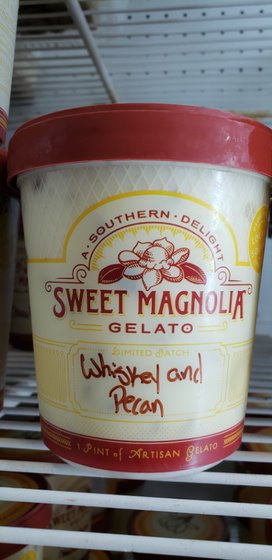 A · SOUTHERN · DELIGHT
SWEET MAGNOLIA
GELATO
LIMITED BATCH
Whiskey and
Pecan
1 PINT of ARTISAN GELATO